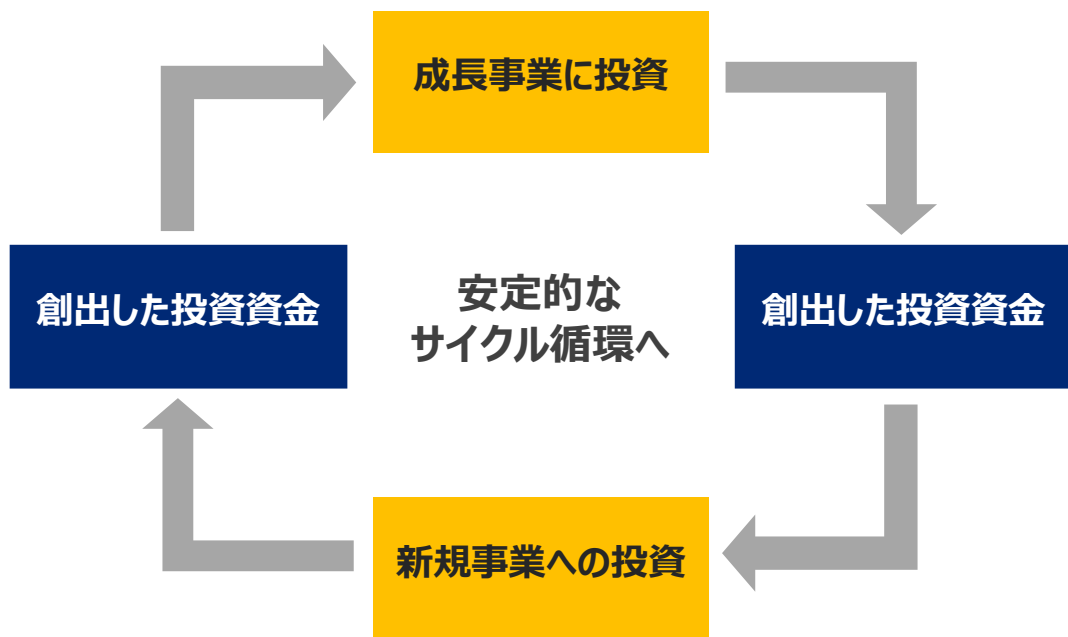 成長事業に投資
創出した投資資金
安定的な
サイクル循環へ
創出した投資資金
新規事業への投資